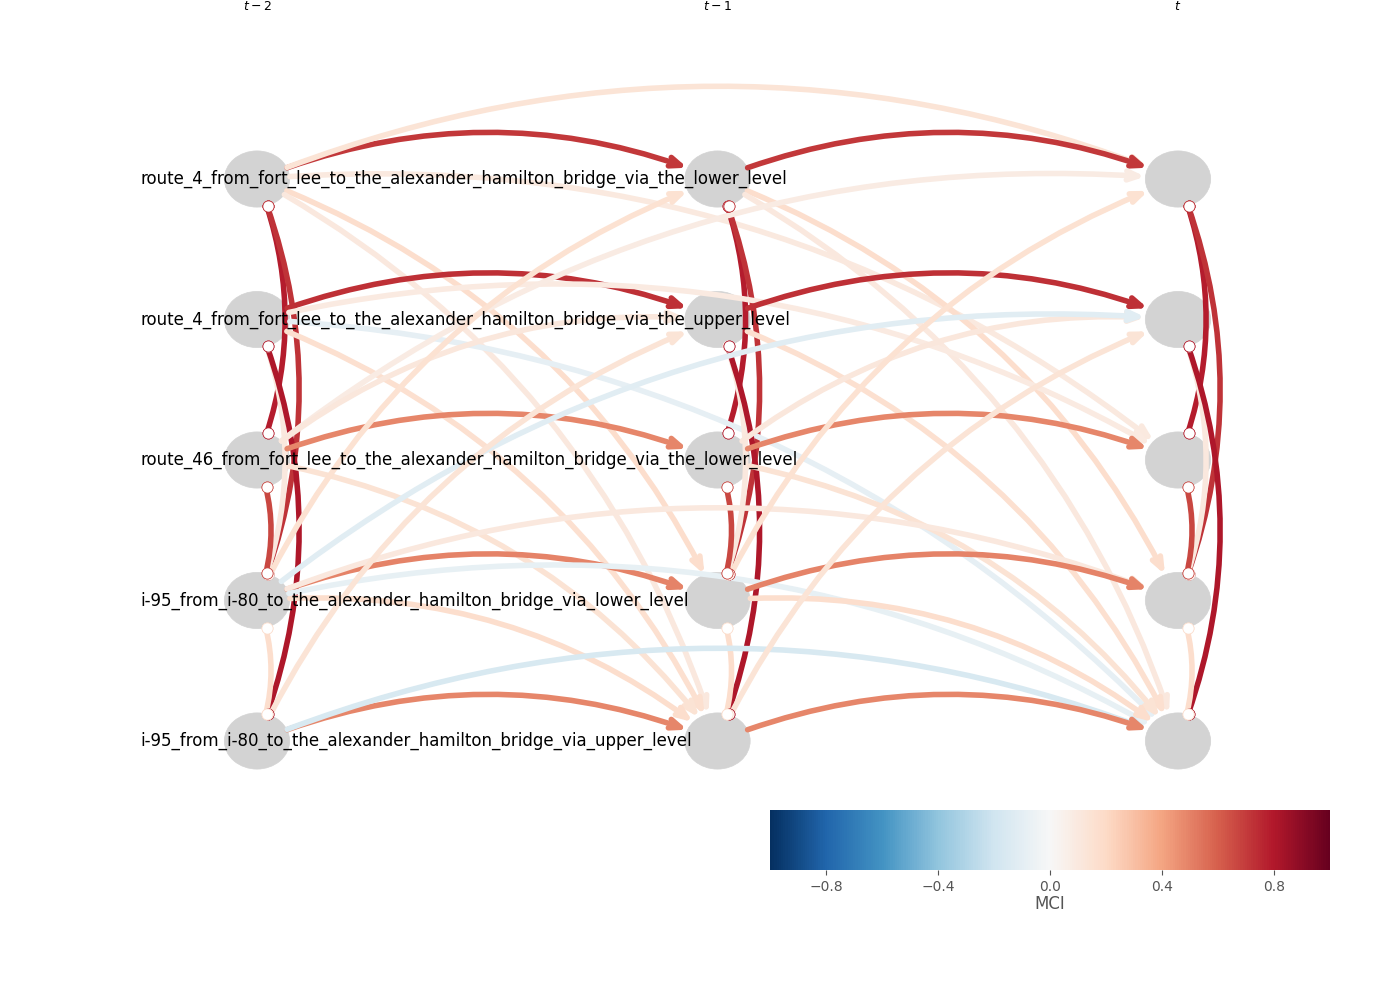 t − 2 t − 1 t
route_4_from_fort_lee_to_the_alexander_hamilton_bridge_via_the_lower_level
route_4_from_fort_lee_to_the_alexander_hamilton_bridge_via_the_upper_level
route_46_from_fort_lee_to_the_alexander_hamilton_bridge_via_the_lower_level
i-95_from_i-80_to_the_alexander_hamilton_bridge_via_lower_level
i-95_from_i-80_to_the_alexander_hamilton_bridge_via_upper_level
−0.8 −0.4 0.0 0.4 0.8
MCI